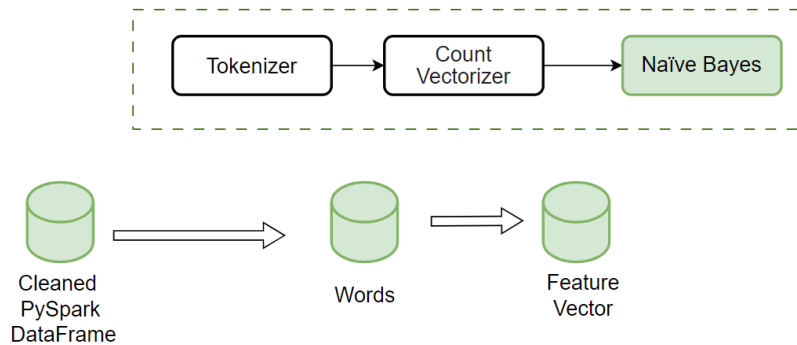 Tokenizer
Count
Vectorizer
Naïve Bayes
Cleaned
PySpark
DataFrame
Words
Feature
Vector